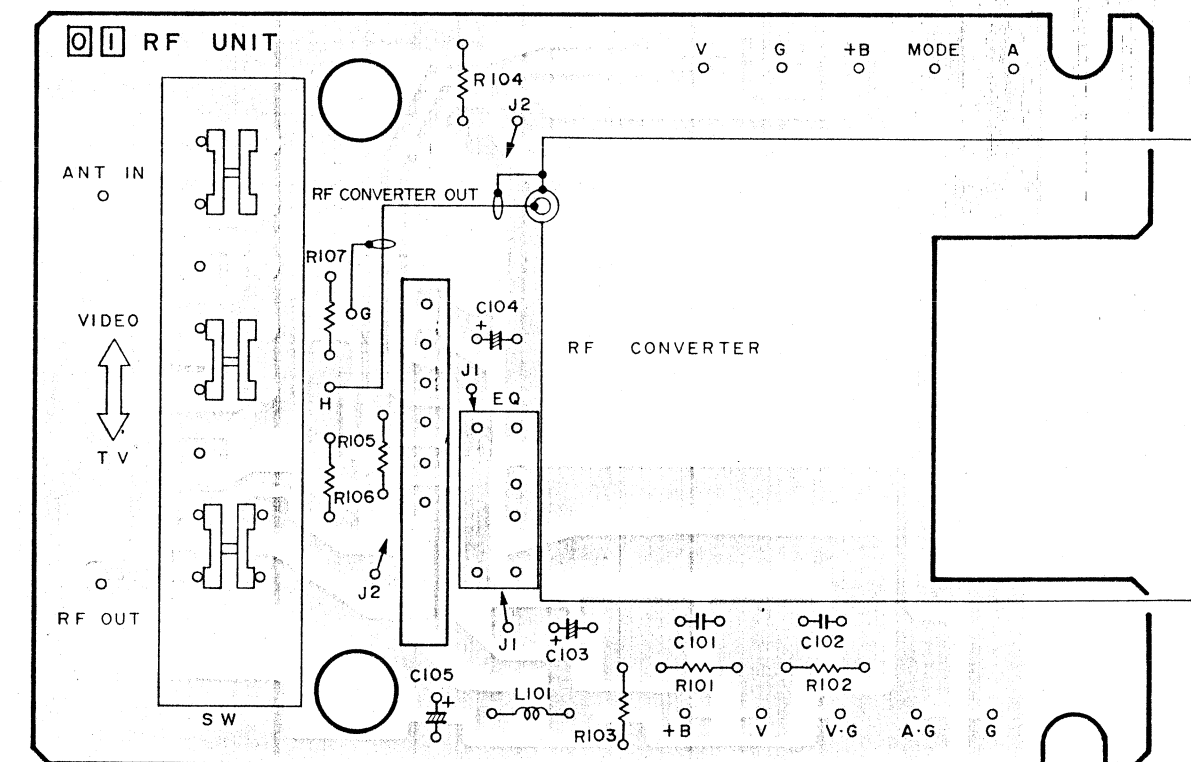 01 RF UNIT
V G +B MODE A
R104
J2
ANT IN
RF CONVERTER OUT
R107
G
C104
+
VIDEO
RF CONVERTER
J1
EQ
H
R105
TV
R106
J2
RF OUT
J1
+
C103
C101
C102
C105
+
R101
R102
SW
L101
R103
+B V V·G A·G G